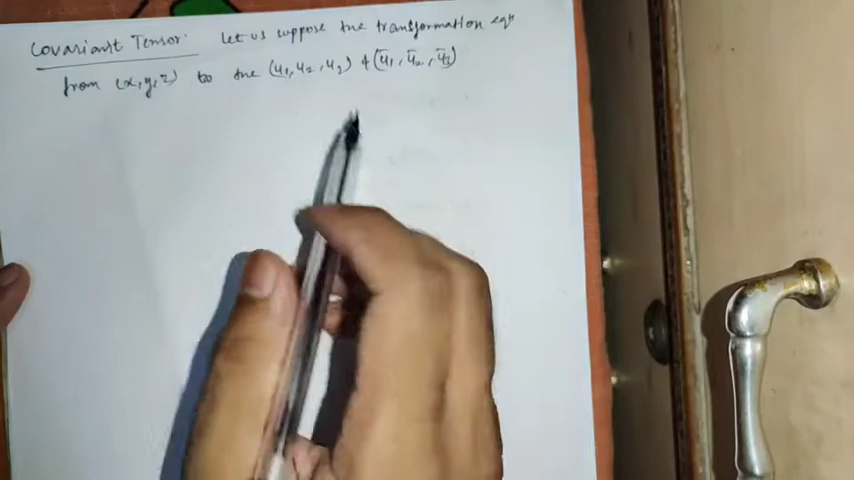 Covariant Tensor: Let us suppose the transformation eqⁿ
from (x,y,z) to the (u₁,u₂,u₃) & (ū₁,ū₂,ū₃)